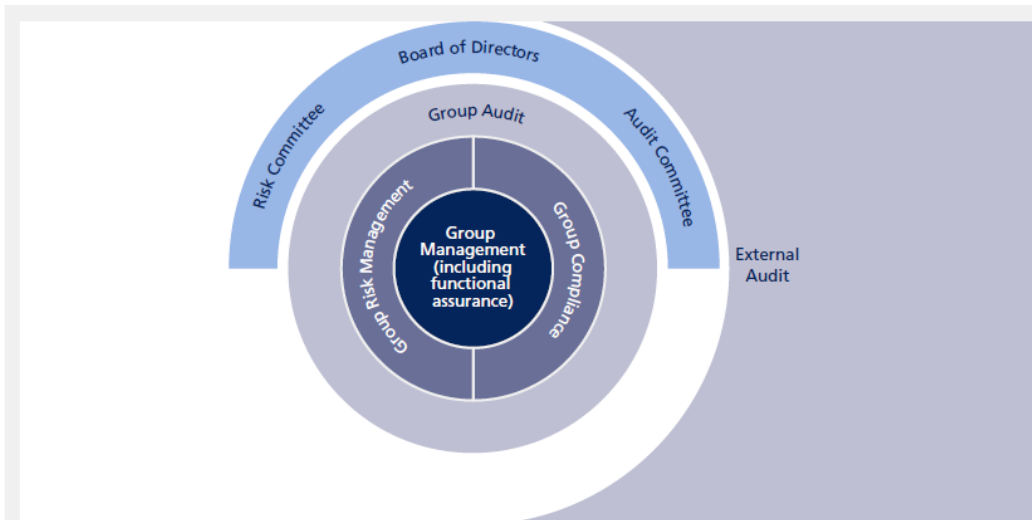 Board of Directors
Risk Committee
Audit Committee
Group Audit
Group Risk Management
Group Compliance
Group
Management
(including
functional
assurance)
External
Audit